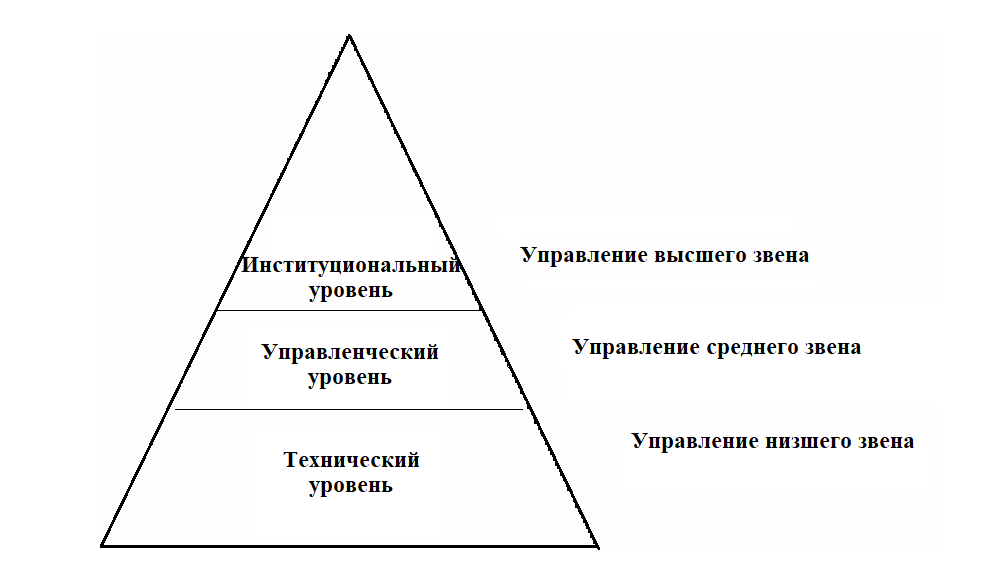 Институциональный
уровень
Управление высшего звена
Управленческий
уровень
Управление среднего звена
Технический
уровень
Управление низшего звена